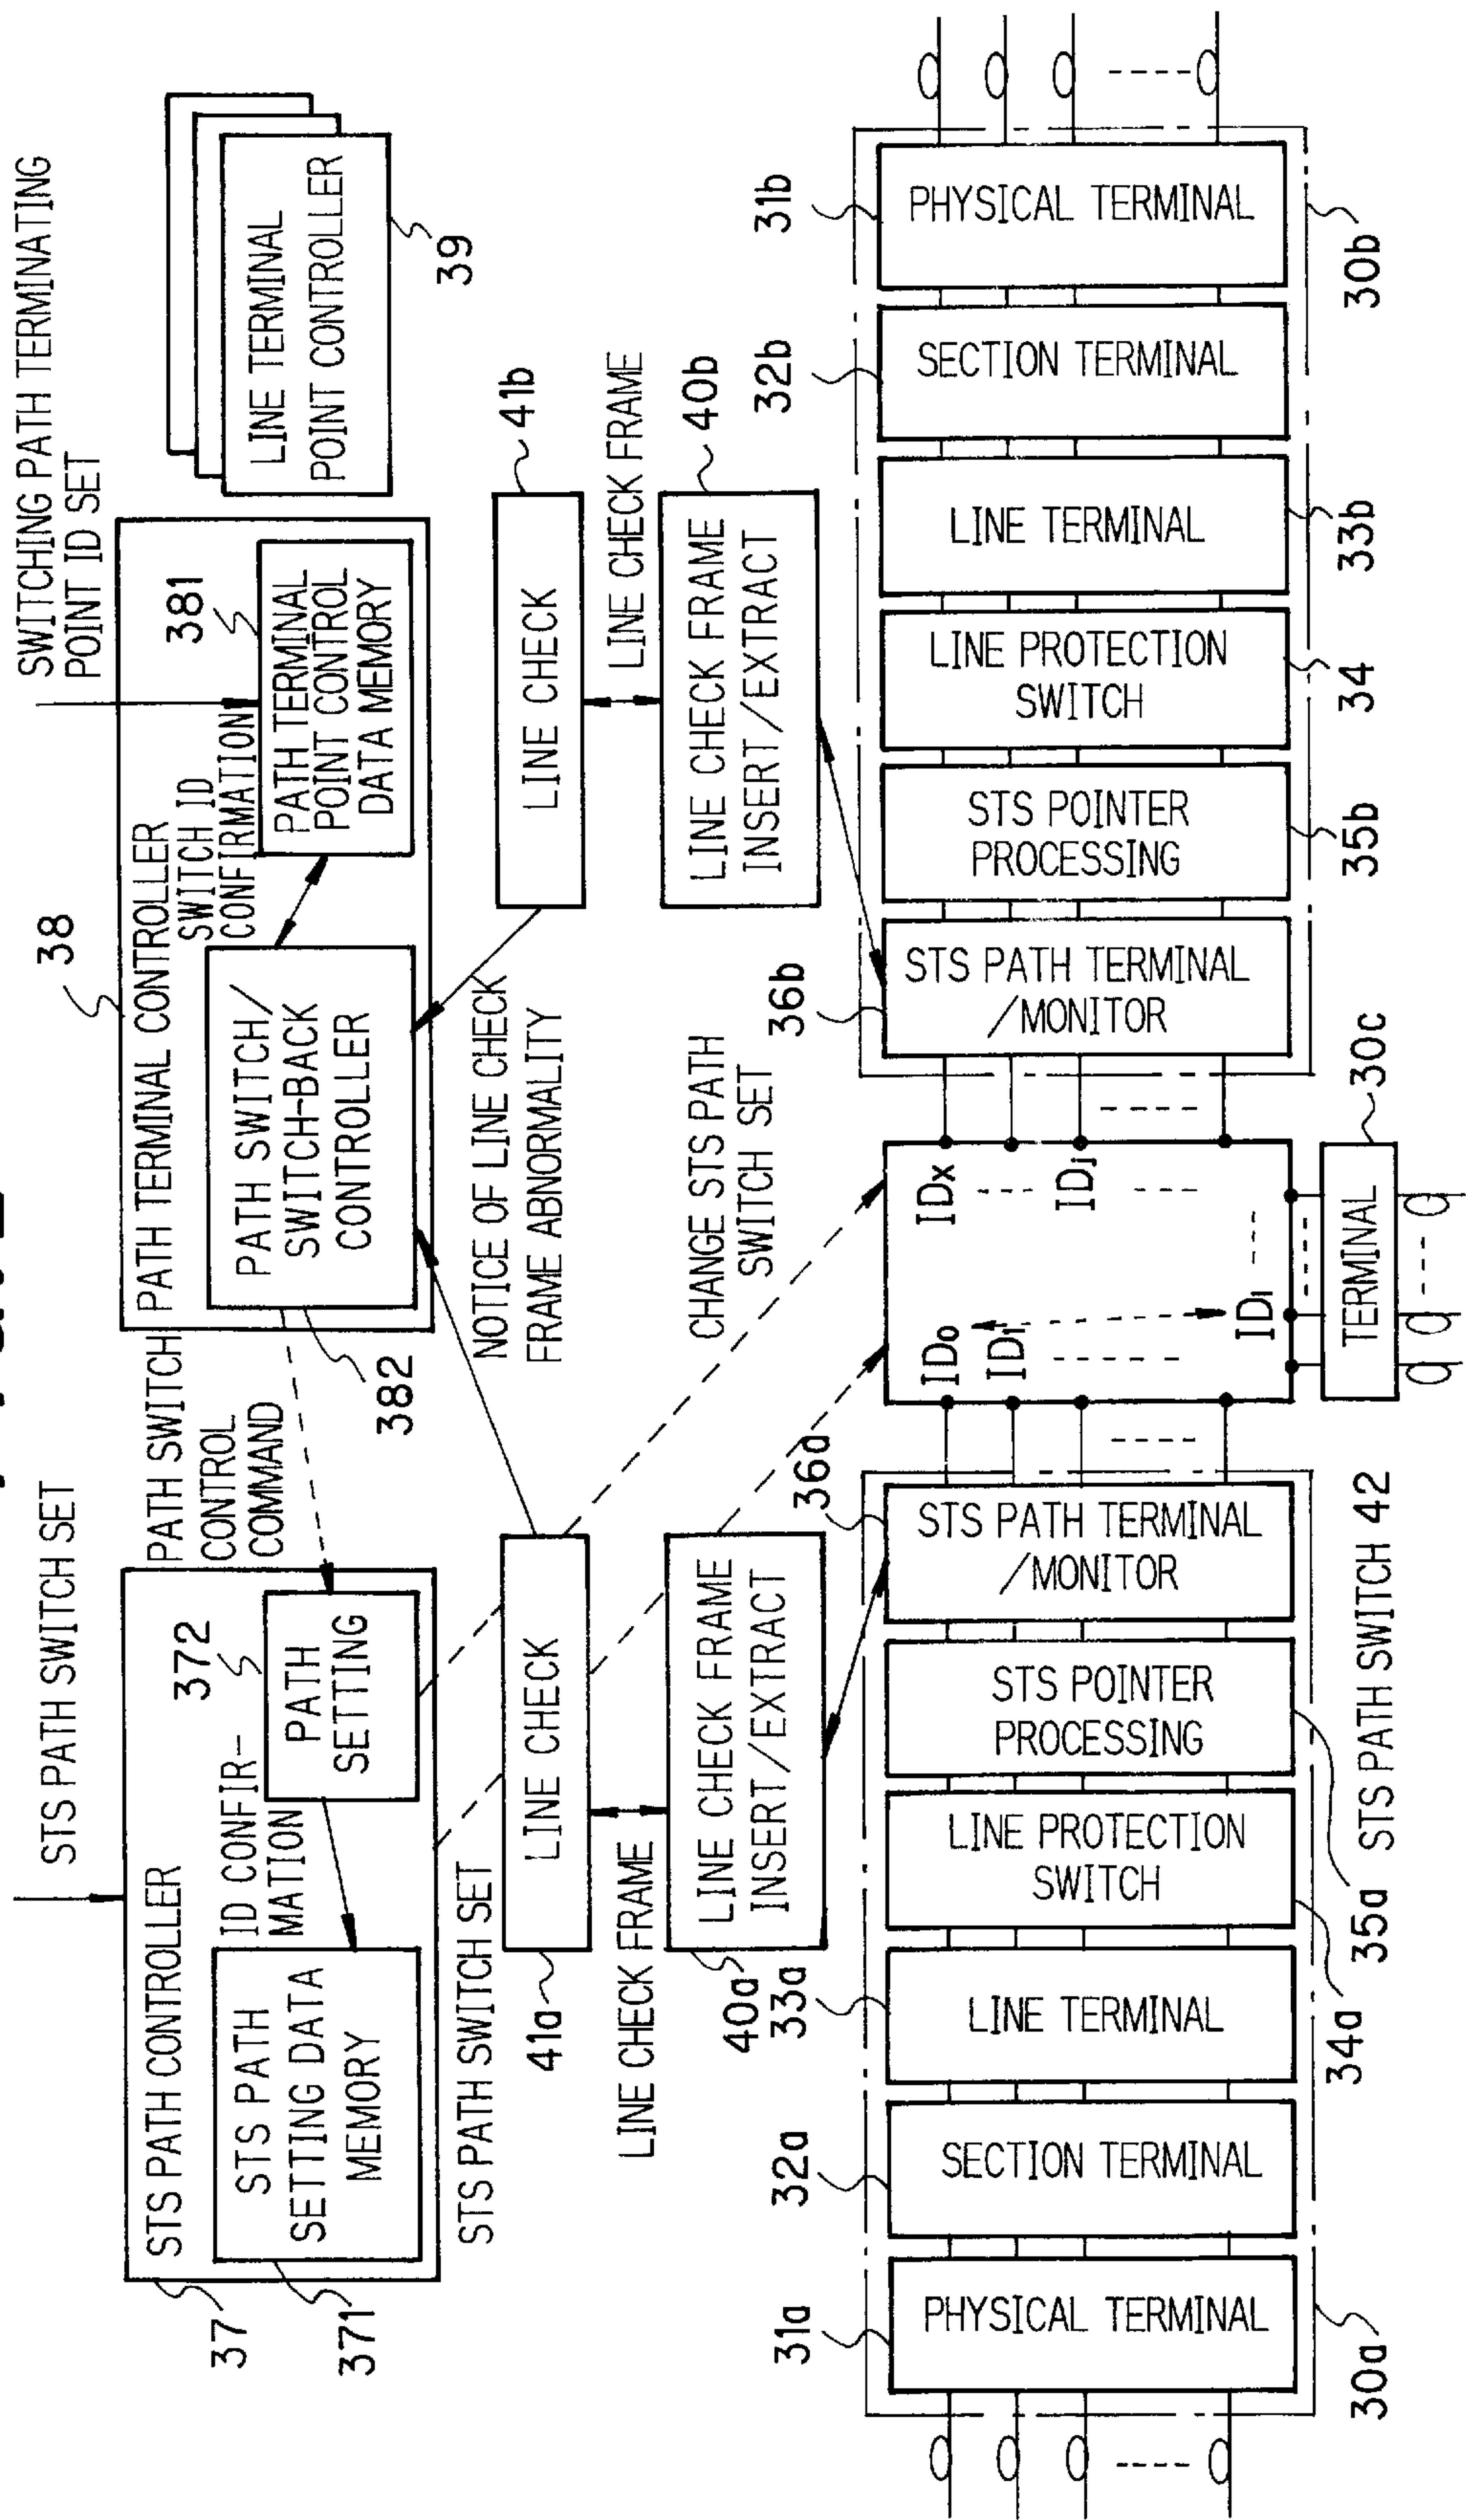 STS PATH SWITCH SET
SWITCHING PATH TERMINATING
POINT ID SET
STS PATH CONTROLLER
37
STS PATH
SETTING DATA
MEMORY
371
ID CONFIR-
MATION
372
PATH
SETTING
PATH SWITCH
CONTROL
COMMAND
38
PATH TERMINAL CONTROLLER
PATH SWITCH/
SWITCH-BACK
CONTROLLER
382
SWITCH ID
CONFIRMATION
381
PATH TERMINAL
POINT CONTROL
DATA MEMORY
LINE TERMINAL
POINT CONTROLLER
39
STS PATH SWITCH SET
41a
LINE CHECK
NOTICE OF LINE CHECK
FRAME ABNORMALITY
LINE CHECK
41b
LINE CHECK FRAME
LINE CHECK FRAME
40a
LINE CHECK FRAME
INSERT/EXTRACT
CHANGE STS PATH
SWITCH SET
LINE CHECK FRAME
INSERT/EXTRACT
40b
31a
PHYSICAL TERMINAL
32a
SECTION TERMINAL
33a
LINE TERMINAL
LINE PROTECTION
SWITCH
STS POINTER
PROCESSING
36a
STS PATH TERMINAL
/MONITOR
ID0
IDX
ID1
IDj
IDl
36b
STS PATH TERMINAL
/MONITOR
STS POINTER
PROCESSING
LINE PROTECTION
SWITCH
LINE TERMINAL
32b
SECTION TERMINAL
31b
PHYSICAL TERMINAL
30a
34a
35a
STS PATH SWITCH 42
TERMINAL
30c
35b
34
33b
30b